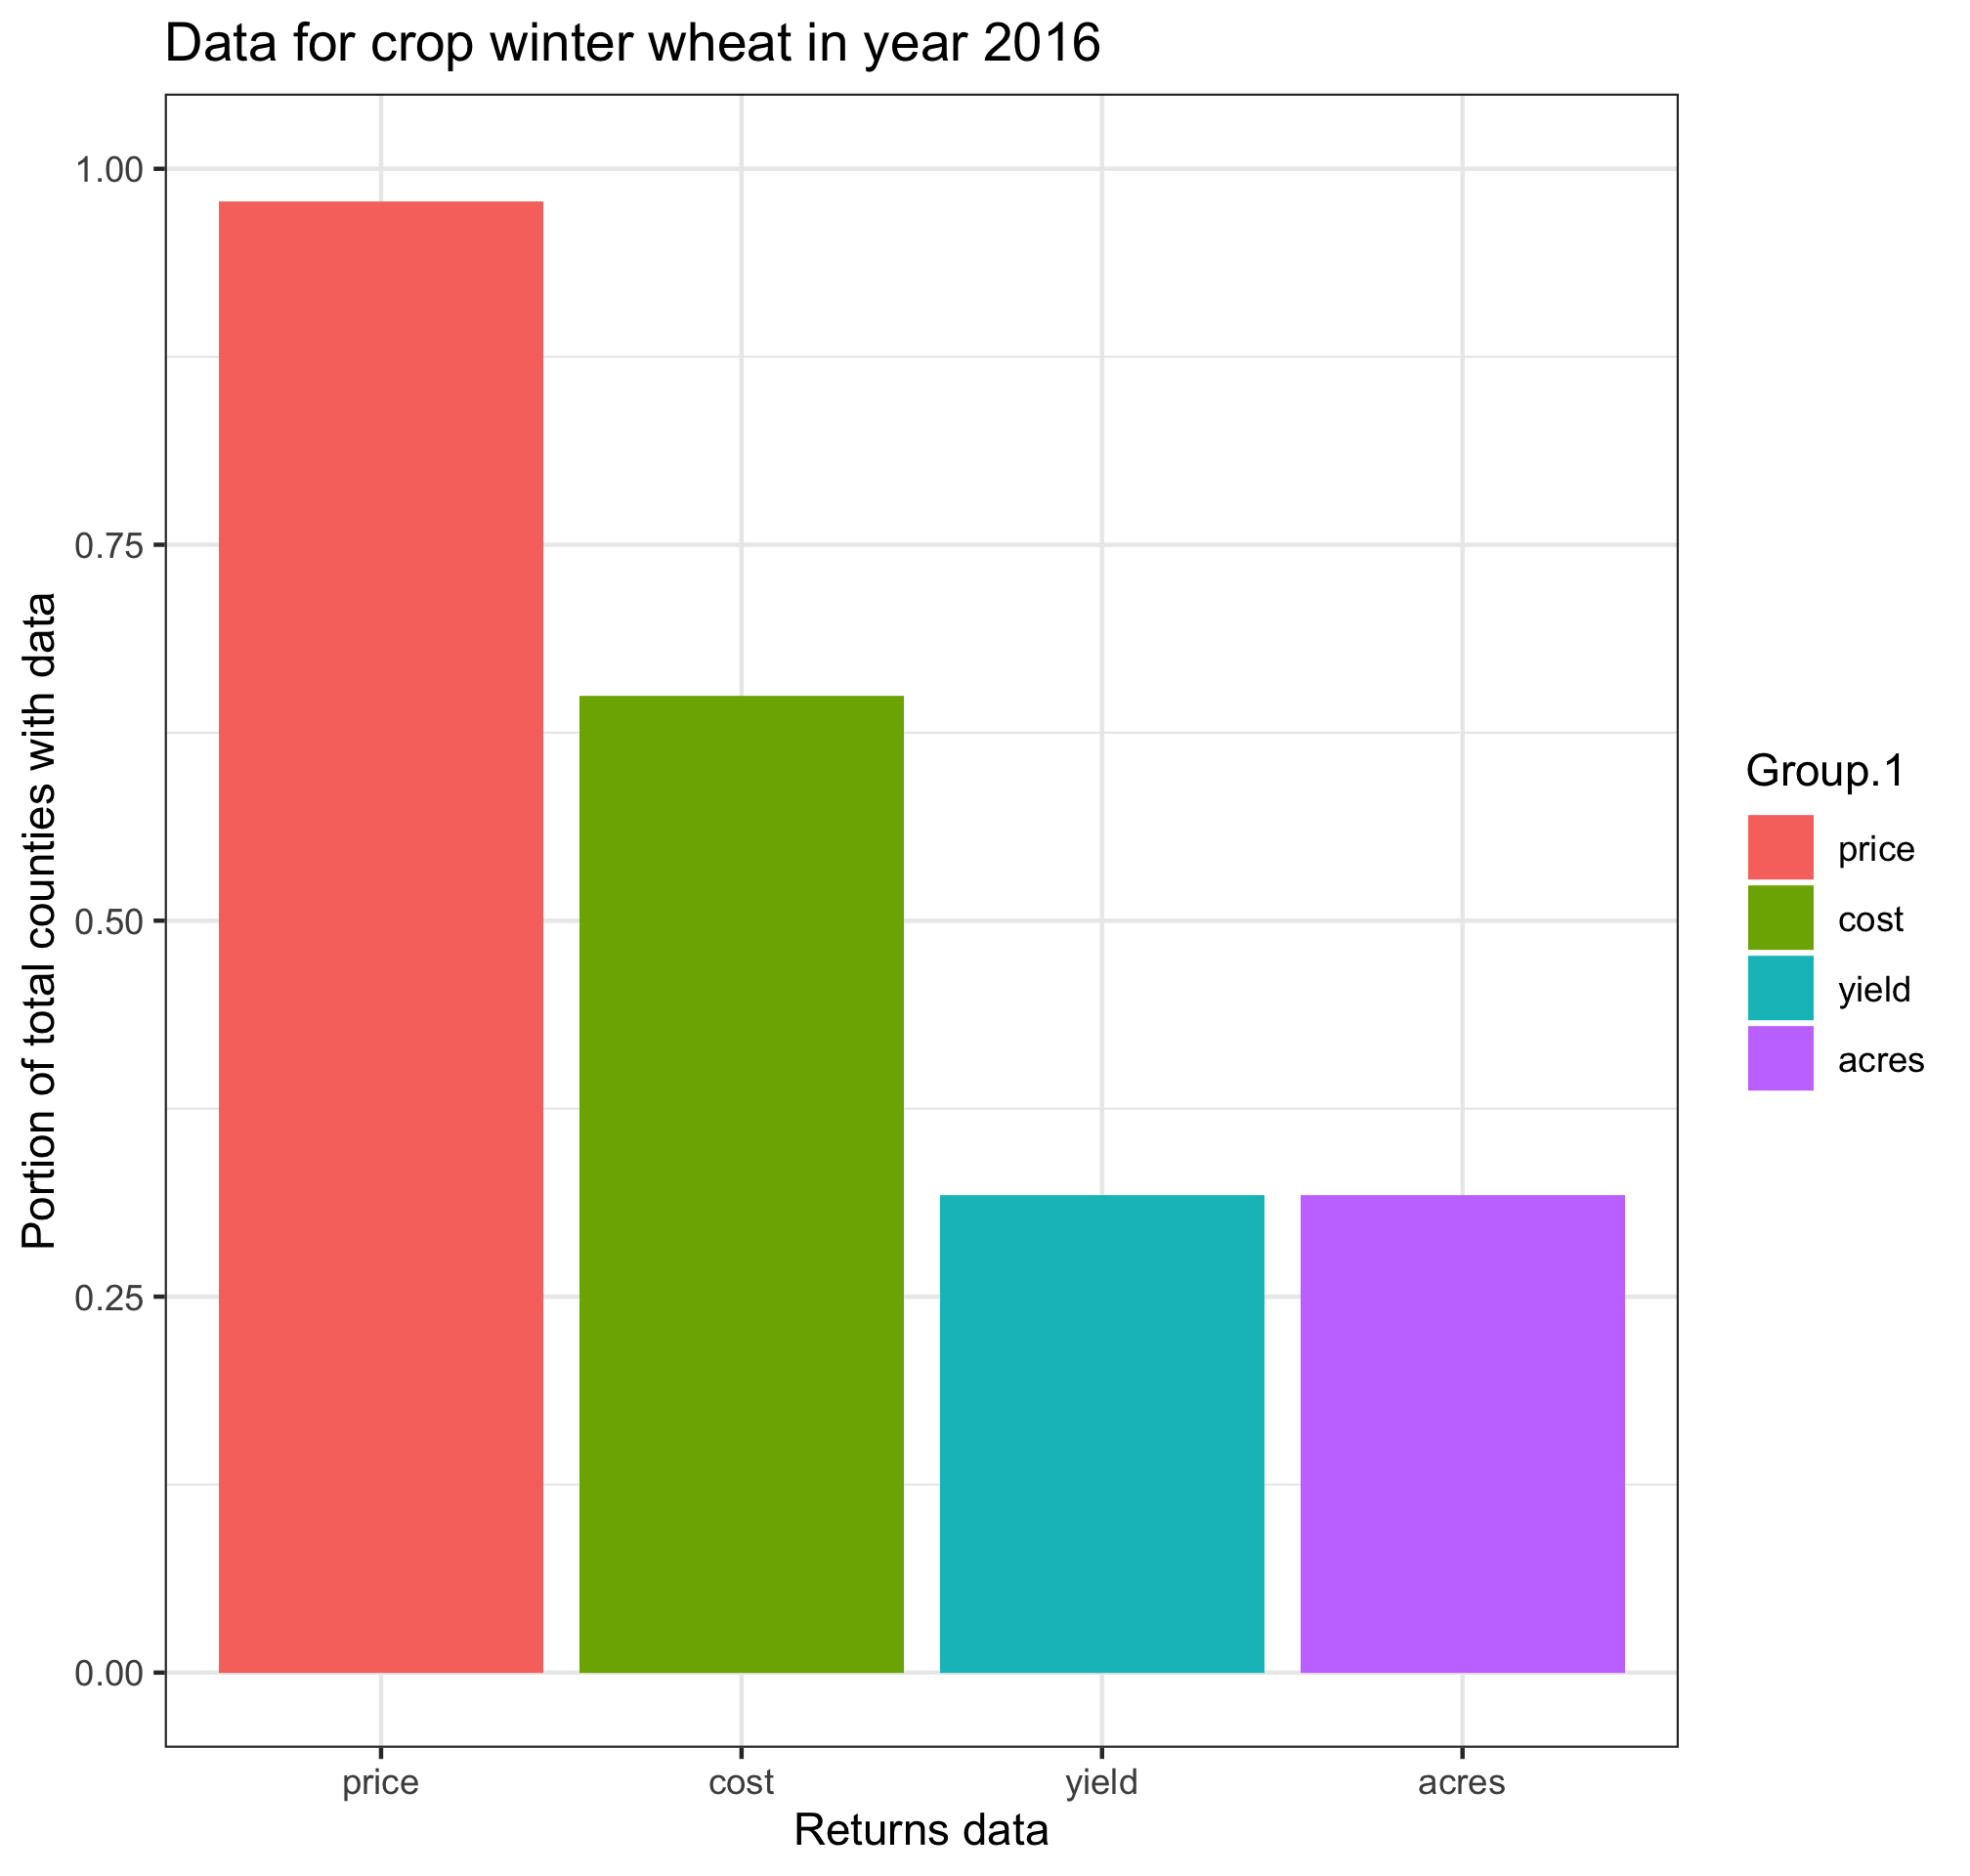 Data for crop winter wheat in year 2016
Portion of total counties with data
1.00
0.75
0.50
0.25
0.00
price
cost
yield
acres
Returns data
Group.1
price
cost
yield
acres